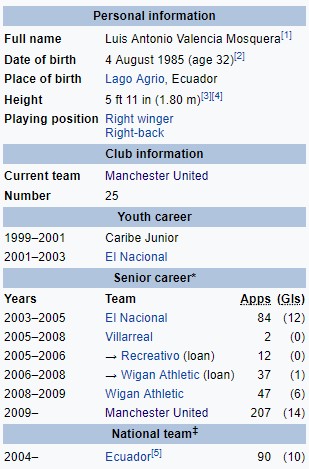 Personal information
Full name Luis Antonio Valencia Mosquera[1]
Date of birth 4 August 1985 (age 32)[2]
Place of birth Lago Agrio, Ecuador
Height 5 ft 11 in (1.80 m)[3][4]
Playing position Right winger
Right-back
Club information
Current team Manchester United
Number 25
Youth career
1999–2001 Caribe Junior
2001–2003 El Nacional
Senior career*
Years Team Apps (Gls)
2003–2005 El Nacional 84 (12)
2005–2008 Villarreal 2 (0)
2005–2006 → Recreativo (loan) 12 (0)
2006–2008 → Wigan Athletic (loan) 37 (1)
2008–2009 Wigan Athletic 47 (6)
2009– Manchester United 207 (14)
National team‡
2004– Ecuador[5] 90 (10)